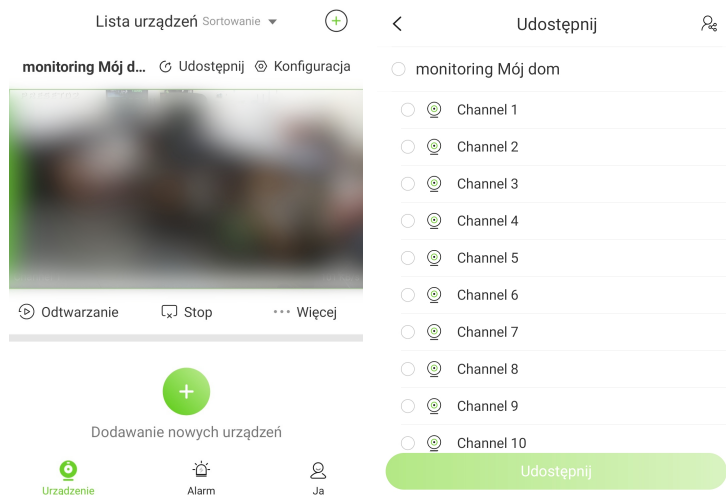 Lista urządzeń Sortowanie
monitoring Mój d... Udostępnij Konfiguracja
Odtwarzanie Stop Więcej
Dodawanie nowych urządzeń
Urządzenie Alarm Ja
Udostępnij
monitoring Mój dom
Channel 1
Channel 2
Channel 3
Channel 4
Channel 5
Channel 6
Channel 7
Channel 8
Channel 9
Channel 10
Udostępnij